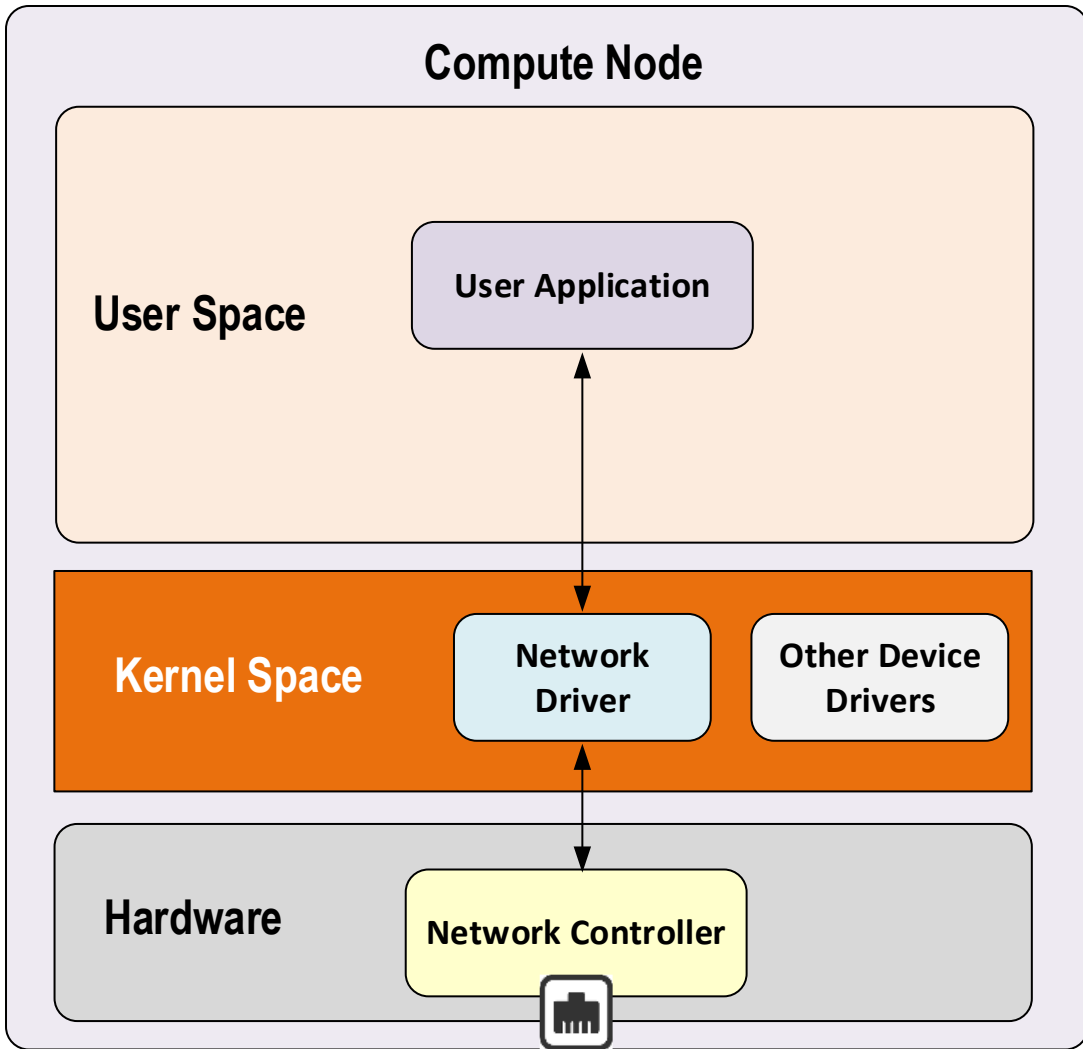 Compute Node
User Application
User Space
Network
Driver
Other Device
Drivers
Kernel Space
Hardware
Network Controller